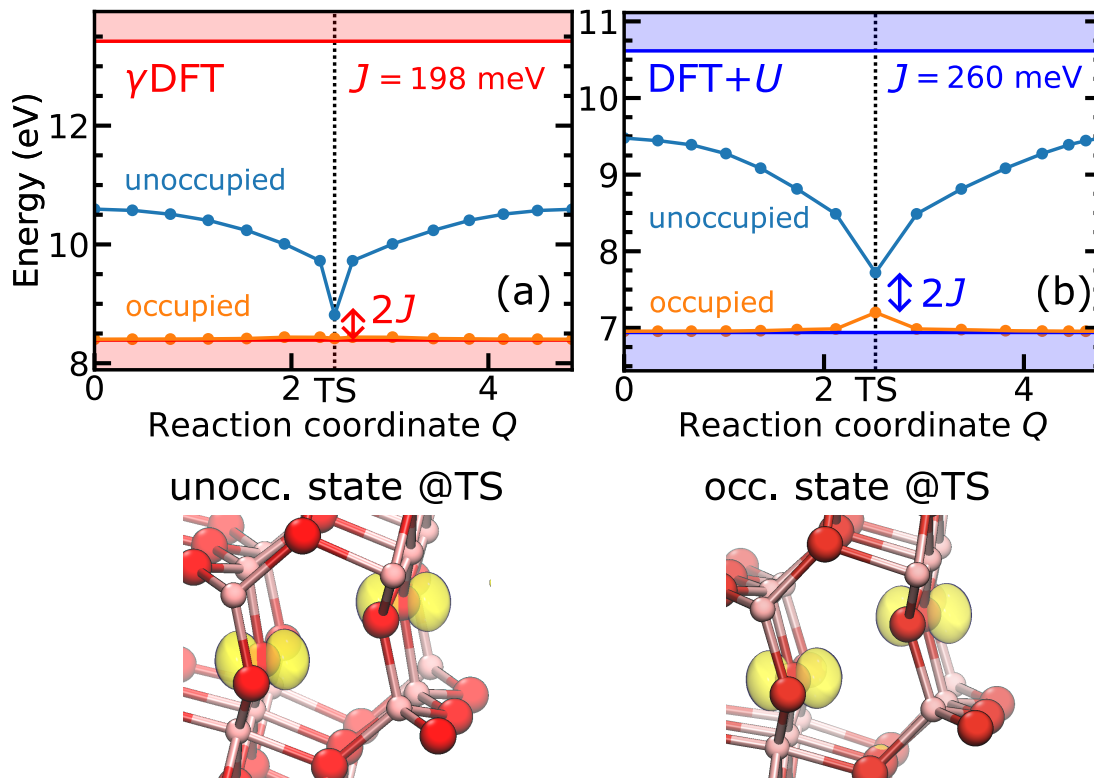 γDFT
J = 198 meV
unoccupied
occupied
2J
(a)
Energy (eV)
12
10
8
0
2
TS
4
Reaction coordinate Q
DFT+U
J = 260 meV
unoccupied
occupied
2J
(b)
11
10
9
8
7
0
2
TS
4
Reaction coordinate Q
unocc. state @TS
occ. state @TS